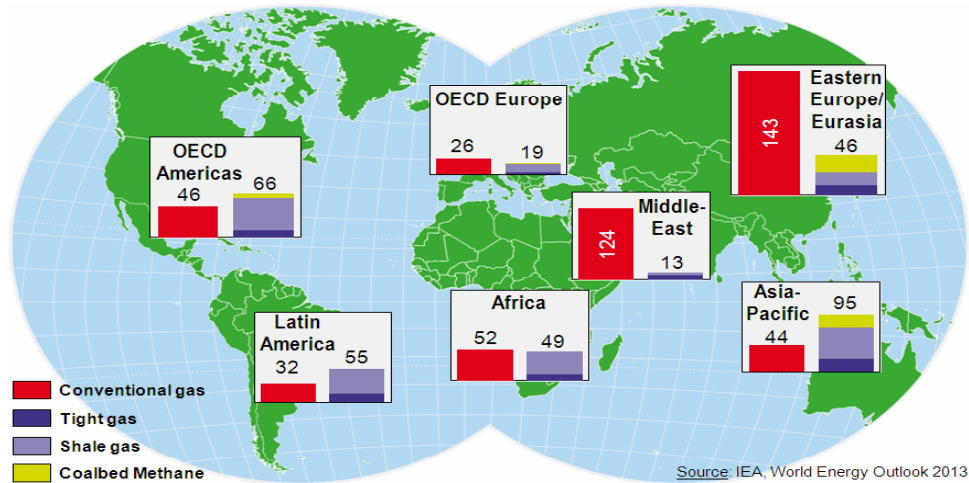 OECD Europe
26 19
Eastern
Europe/
Eurasia
143
46
OECD
Americas
46 66
Middle-
East
124
13
Africa
52 49
Asia-
Pacific
44
95
Latin
America
32 55
Conventional gas
Tight gas
Shale gas
Coalbed Methane
Source: IEA, World Energy Outlook 2013